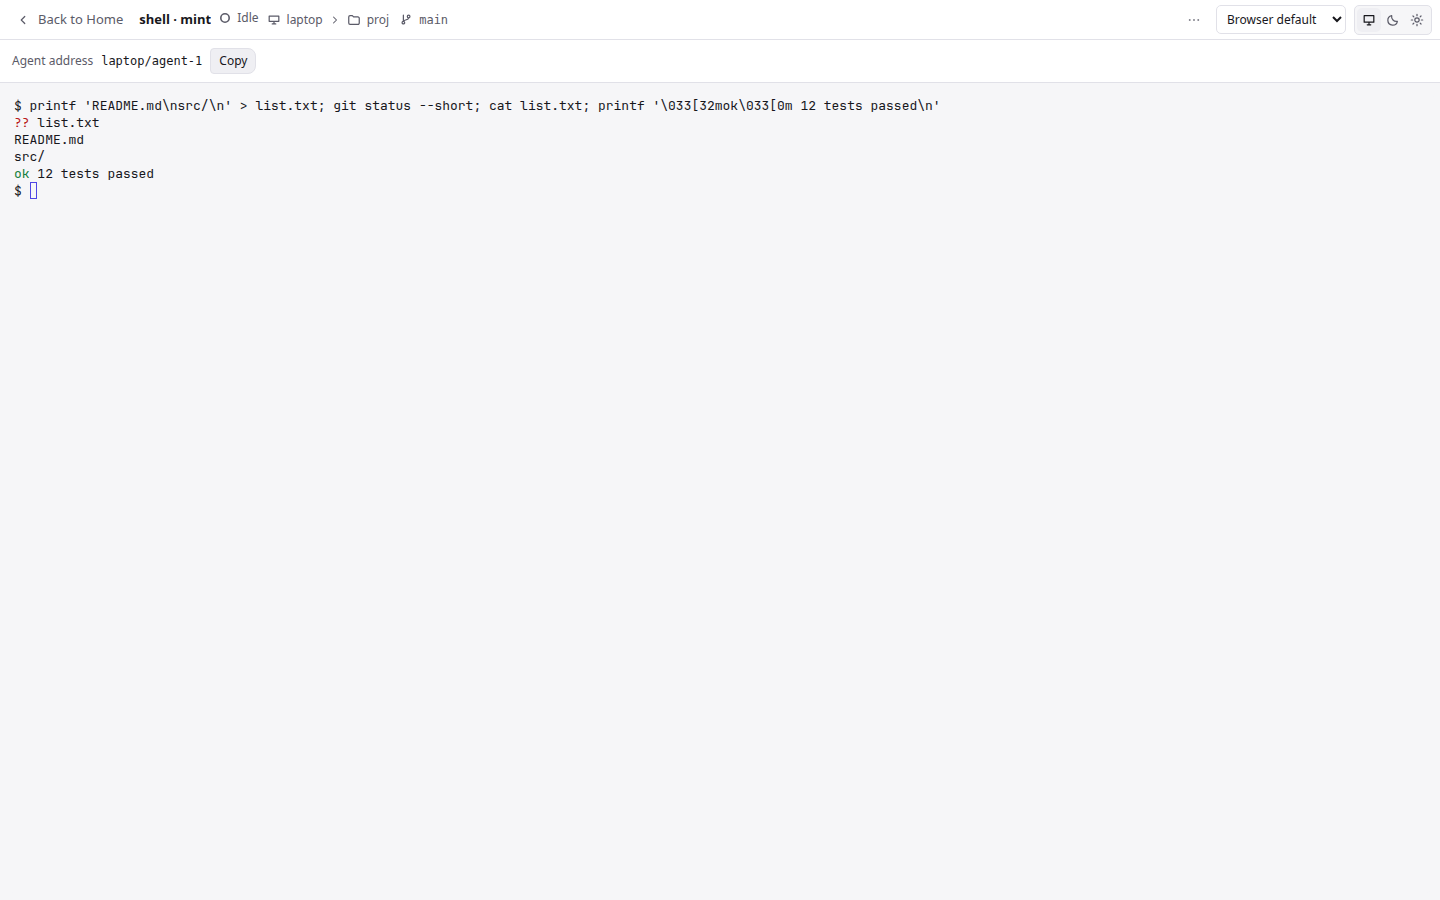 Back to Home shell · mint Idle laptop proj main ··· Browser default
Agent address laptop/agent-1 Copy
$ printf 'README.md\nsrc/\n' > list.txt; git status --short; cat list.txt; printf '\033[32mok\033[0m 12 tests passed\n'
?? list.txt
README.md
src/
ok 12 tests passed
$